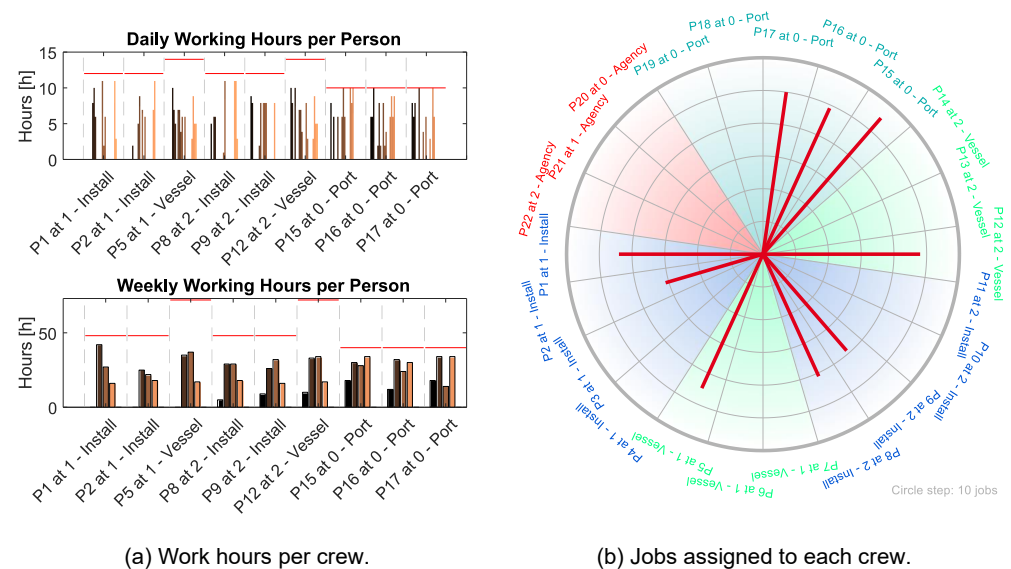 Daily Working Hours per Person
Hours [h]
15
10
5
0
P1 at 1 - Install
P2 at 1 - Install
P5 at 1 - Vessel
P8 at 2 - Install
P9 at 2 - Install
P12 at 2 - Vessel
P15 at 0 - Port
P16 at 0 - Port
P17 at 0 - Port
Weekly Working Hours per Person
Hours [h]
50
0
P1 at 1 - Install
P2 at 1 - Install
P5 at 1 - Vessel
P8 at 2 - Install
P9 at 2 - Install
P12 at 2 - Vessel
P15 at 0 - Port
P16 at 0 - Port
P17 at 0 - Port
(a) Work hours per crew.
P18 at 0 - Port
P17 at 0 - Port
P16 at 0 - Port
P15 at 0 - Port
P14 at 2 - Vessel
P13 at 2 - Vessel
P12 at 2 - Vessel
P11 at 2 - Install
P10 at 2 - Install
P9 at 2 - Install
P8 at 2 - Install
P7 at 1 - Vessel
P6 at 1 - Vessel
P5 at 1 - Vessel
P4 at 1 - Install
P3 at 1 - Install
P2 at 1 - Install
P1 at 1 - Install
P22 at 2 - Agency
P21 at 1 - Agency
P20 at 0 - Agency
P19 at 0 - Port
Circle step: 10 jobs
(b) Jobs assigned to each crew.